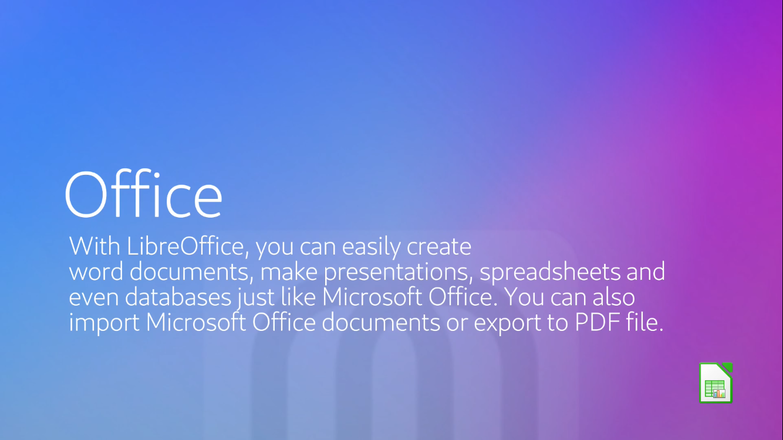 Office
With LibreOffice, you can easily create
word documents, make presentations, spreadsheets and
even databases just like Microsoft Office. You can also
import Microsoft Office documents or export to PDF file.